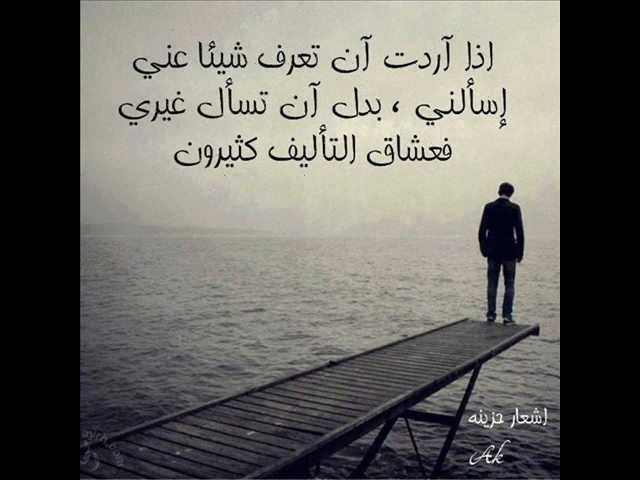 اذا آردت آن تعرف شيئا عني
إسألني ، بدل آن تسأل غيري
فعشاق التأليف كثيرون
اشعار حزينه
Ak